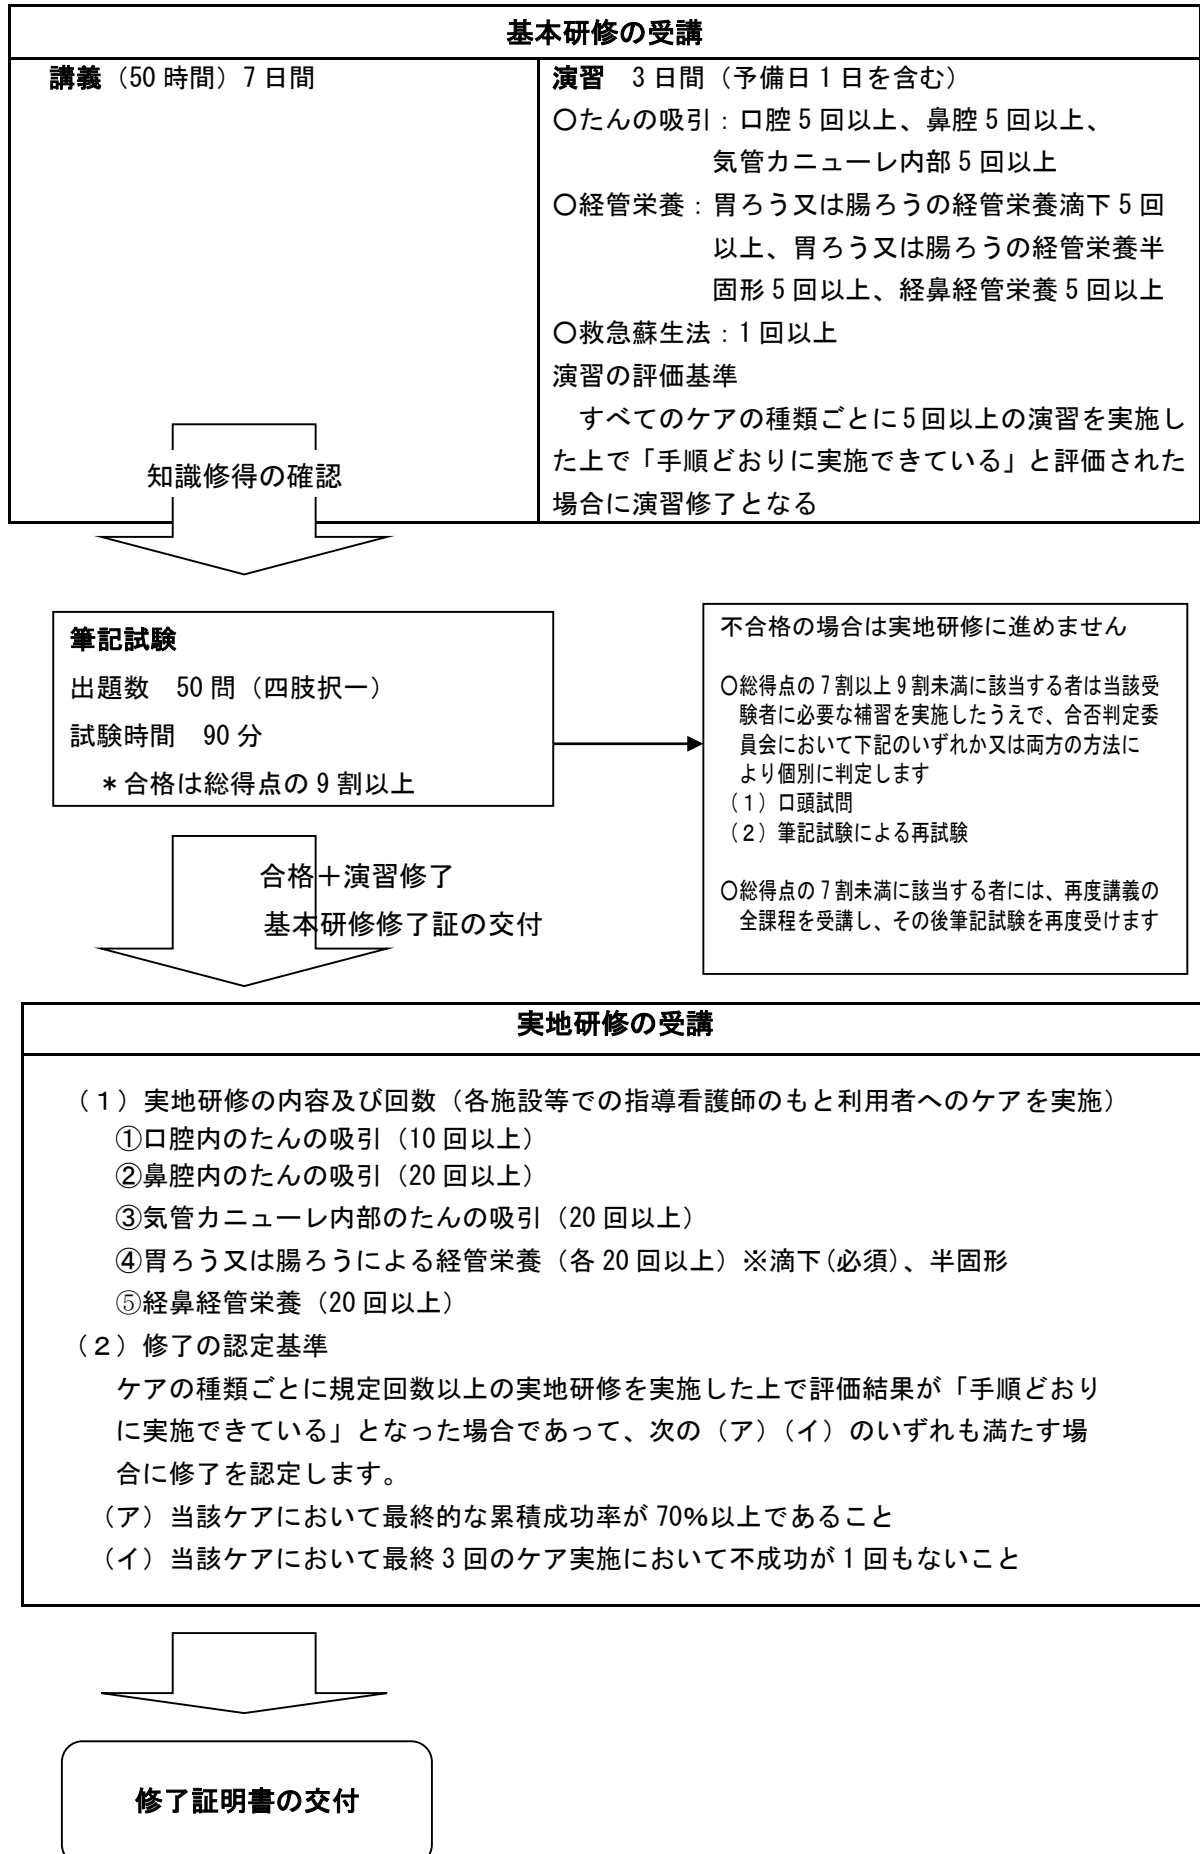 基本研修の受講
講義（50 時間）7 日間
演習　3 日間（予備日 1 日を含む）
〇たんの吸引：口腔 5 回以上、鼻腔 5 回以上、
気管カニューレ内部 5 回以上
〇経管栄養：胃ろう又は腸ろうの経管栄養滴下 5 回
以上、胃ろう又は腸ろうの経管栄養半
固形 5 回以上、経鼻経管栄養 5 回以上
〇救急蘇生法：1 回以上
演習の評価基準
すべてのケアの種類ごとに 5 回以上の演習を実施し
た上で「手順どおりに実施できている」と評価された
場合に演習修了となる
知識修得の確認
筆記試験
出題数　50 問（四肢択一）
試験時間　90 分
＊合格は総得点の 9 割以上
不合格の場合は実地研修に進めません
〇総得点の 7 割以上 9 割未満に該当する者は当該受
験者に必要な補習を実施したうえで、合否判定委
員会において下記のいずれか又は両方の方法に
より個別に判定します
（１）口頭試問
（２）筆記試験による再試験
〇総得点の 7 割未満に該当する者には、再度講義の
全課程を受講し、その後筆記試験を再度受けます
合格＋演習修了
基本研修修了証の交付
実地研修の受講
（１）実地研修の内容及び回数（各施設等での指導看護師のもと利用者へのケアを実施）
①口腔内のたんの吸引（10 回以上）
②鼻腔内のたんの吸引（20 回以上）
③気管カニューレ内部のたんの吸引（20 回以上）
④胃ろう又は腸ろうによる経管栄養（各 20 回以上）※滴下(必須)、半固形
⑤経鼻経管栄養（20 回以上）
（２）修了の認定基準
ケアの種類ごとに規定回数以上の実地研修を実施した上で評価結果が「手順どおり
に実施できている」となった場合であって、次の（ア）（イ）のいずれも満たす場
合に修了を認定します。
（ア）当該ケアにおいて最終的な累積成功率が 70％以上であること
（イ）当該ケアにおいて最終 3 回のケア実施において不成功が 1 回もないこと
修了証明書の交付